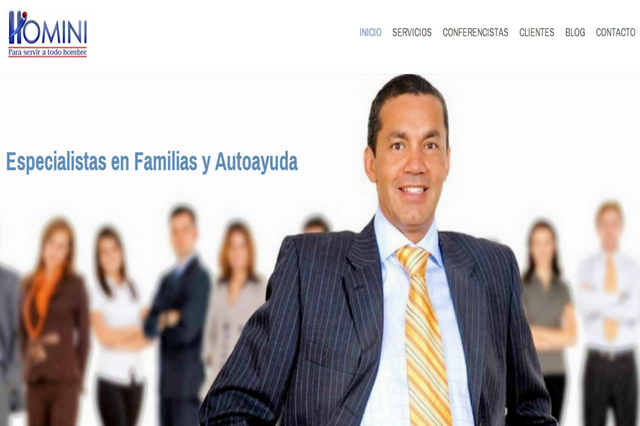 HOMINI
Para servir a todo hombre
INICIO SERVICIOS CONFERENCISTAS CLIENTES BLOG CONTACTO
Especialistas en Familias y Autoayuda